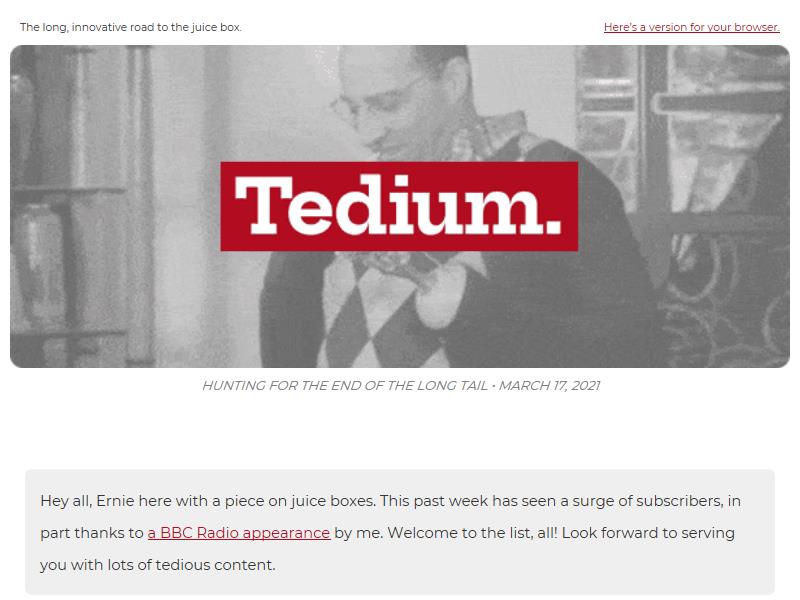 The long, innovative road to the juice box.
Here's a version for your browser.
Tedium.
HUNTING FOR THE END OF THE LONG TAIL • MARCH 17, 2021
Hey all, Ernie here with a piece on juice boxes. This past week has seen a surge of subscribers, in
part thanks to a BBC Radio appearance by me. Welcome to the list, all! Look forward to serving
you with lots of tedious content.